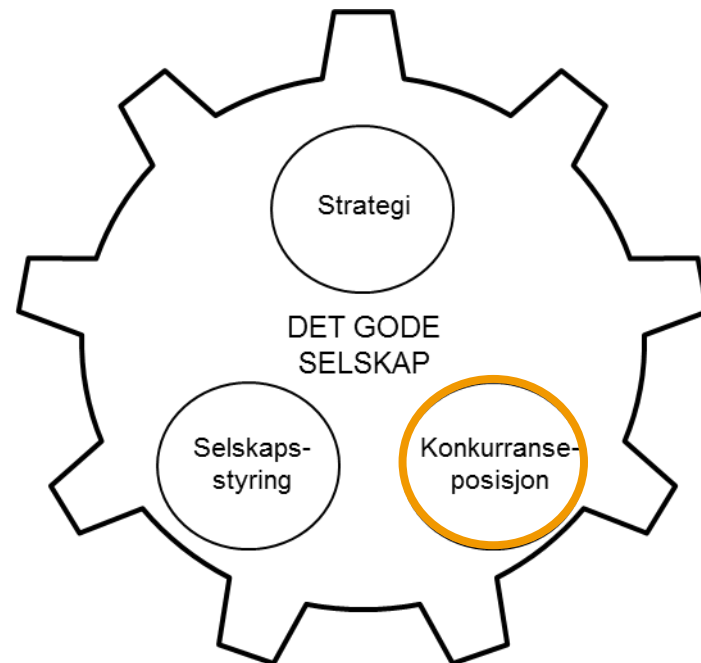 Strategi
DET GODE
SELSKAP
Selskaps-
styring
Konkurranse-
posisjon